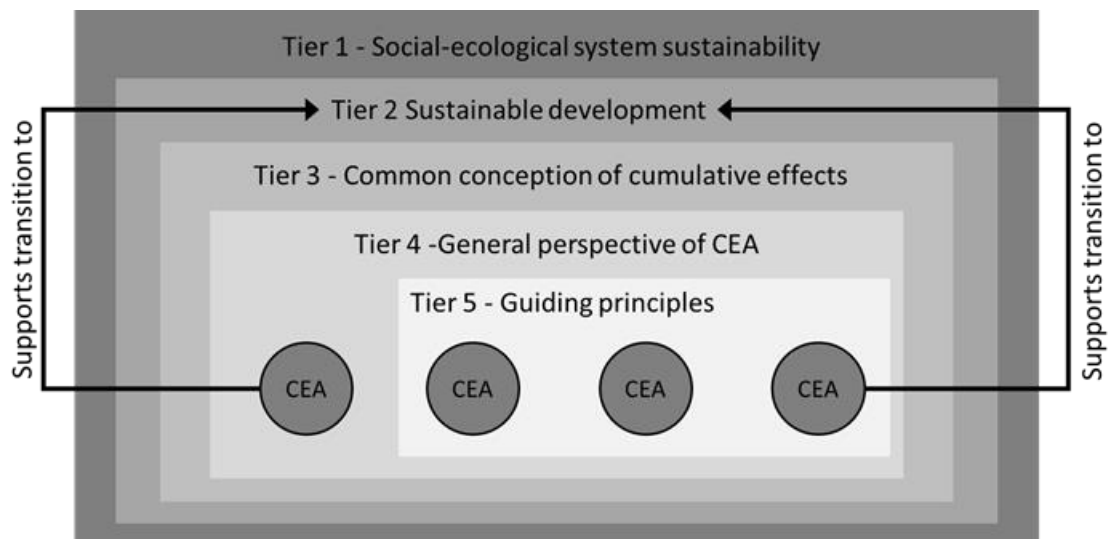 Tier 1 - Social-ecological system sustainability
Tier 2 Sustainable development
Tier 3 - Common conception of cumulative effects
Tier 4 -General perspective of CEA
Tier 5 - Guiding principles
CEA
CEA
CEA
CEA
Supports transition to
Supports transition to